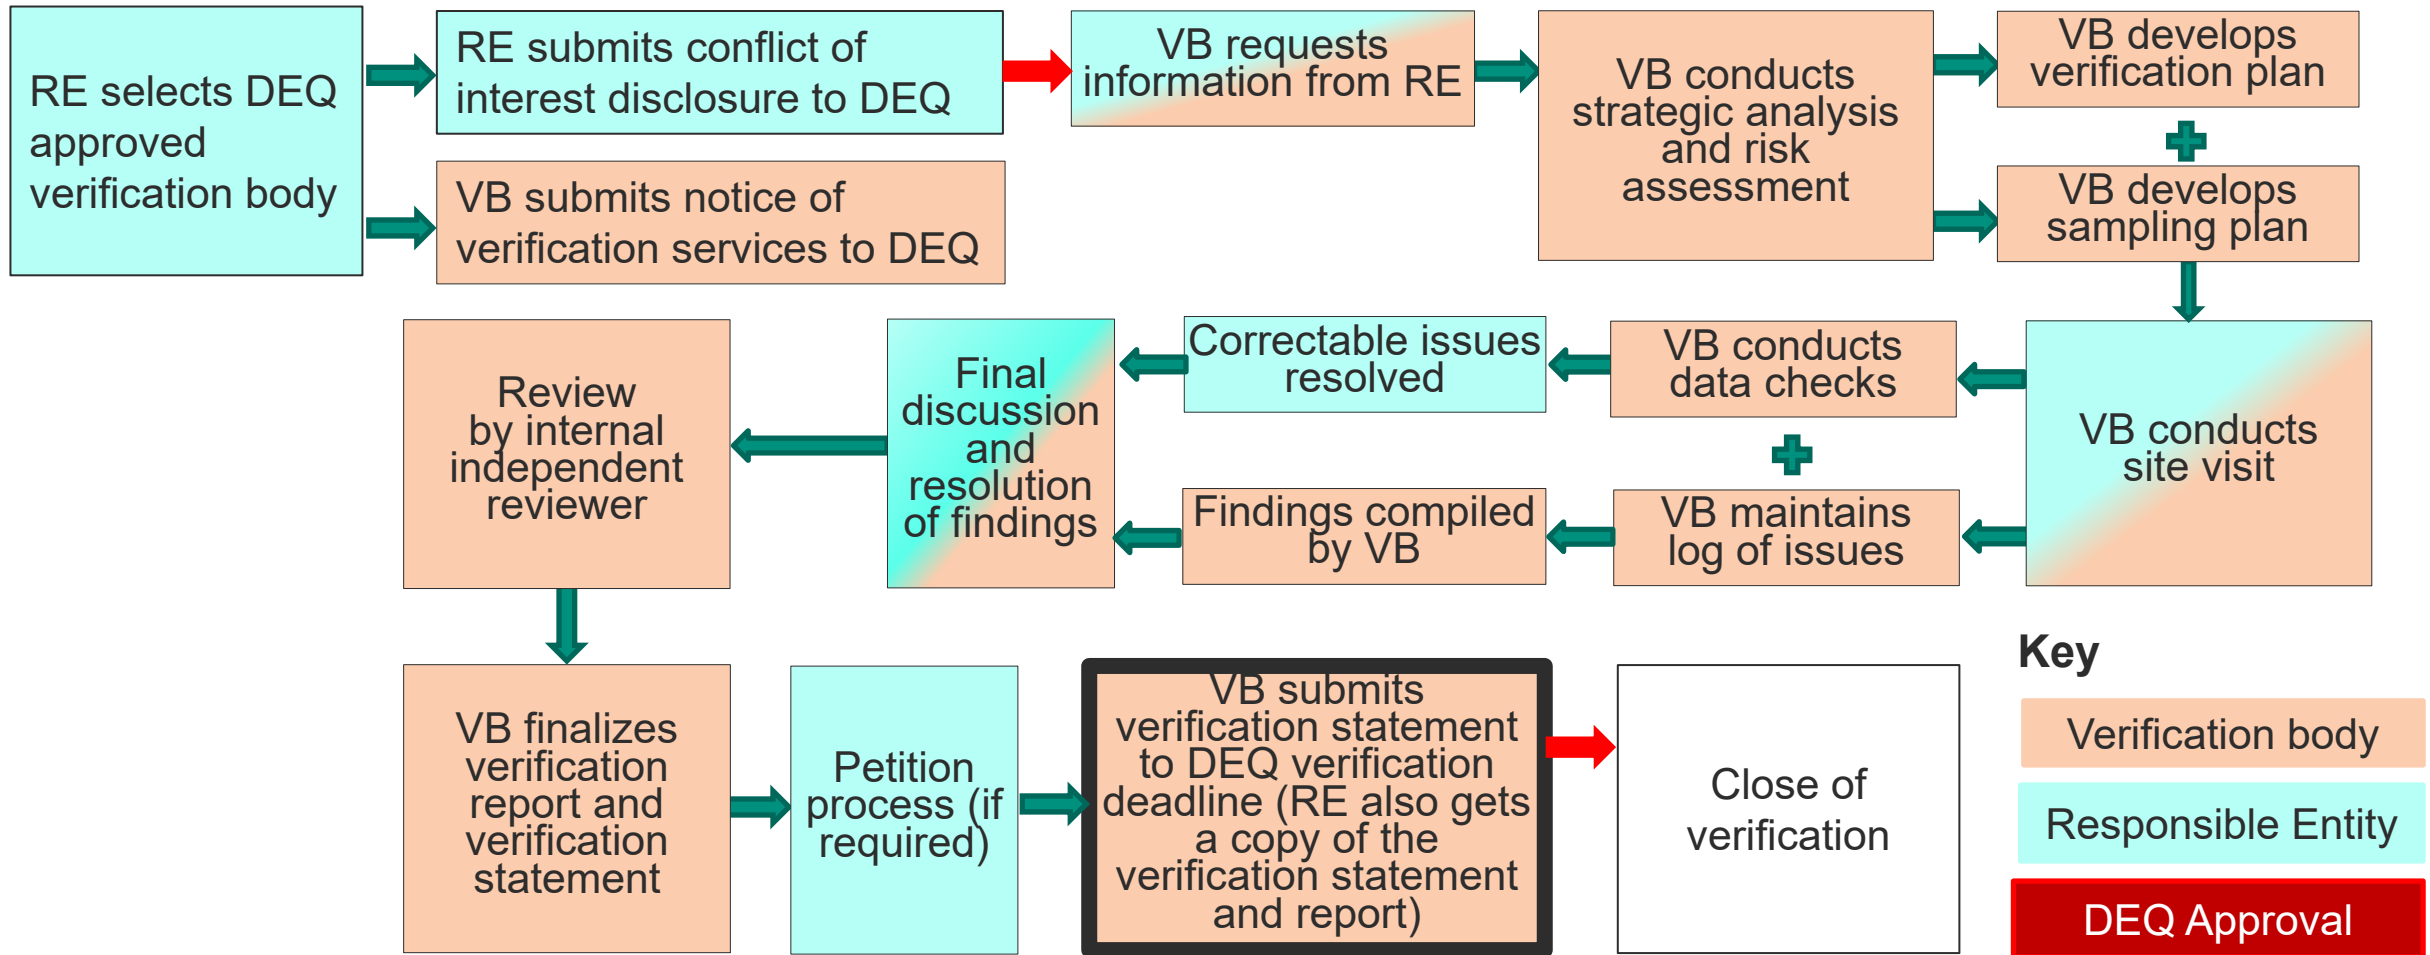 RE selects DEQ
approved
verification body
RE submits conflict of
interest disclosure to DEQ
VB submits notice of
verification services to DEQ
VB requests
information from RE
VB conducts
strategic analysis
and risk
assessment
VB develops
verification plan
VB develops
sampling plan
VB conducts
site visit
VB conducts
data checks
VB maintains
log of issues
Correctable issues
resolved
Findings compiled
by VB
Final
discussion
and
resolution
of findings
Review
by internal
independent
reviewer
VB finalizes
verification
report and
verification
statement
Petition
process (if
required)
VB submits
verification statement
to DEQ verification
deadline (RE also gets
a copy of the
verification statement
and report)
Close of
verification
Key
Verification body
Responsible Entity
DEQ Approval